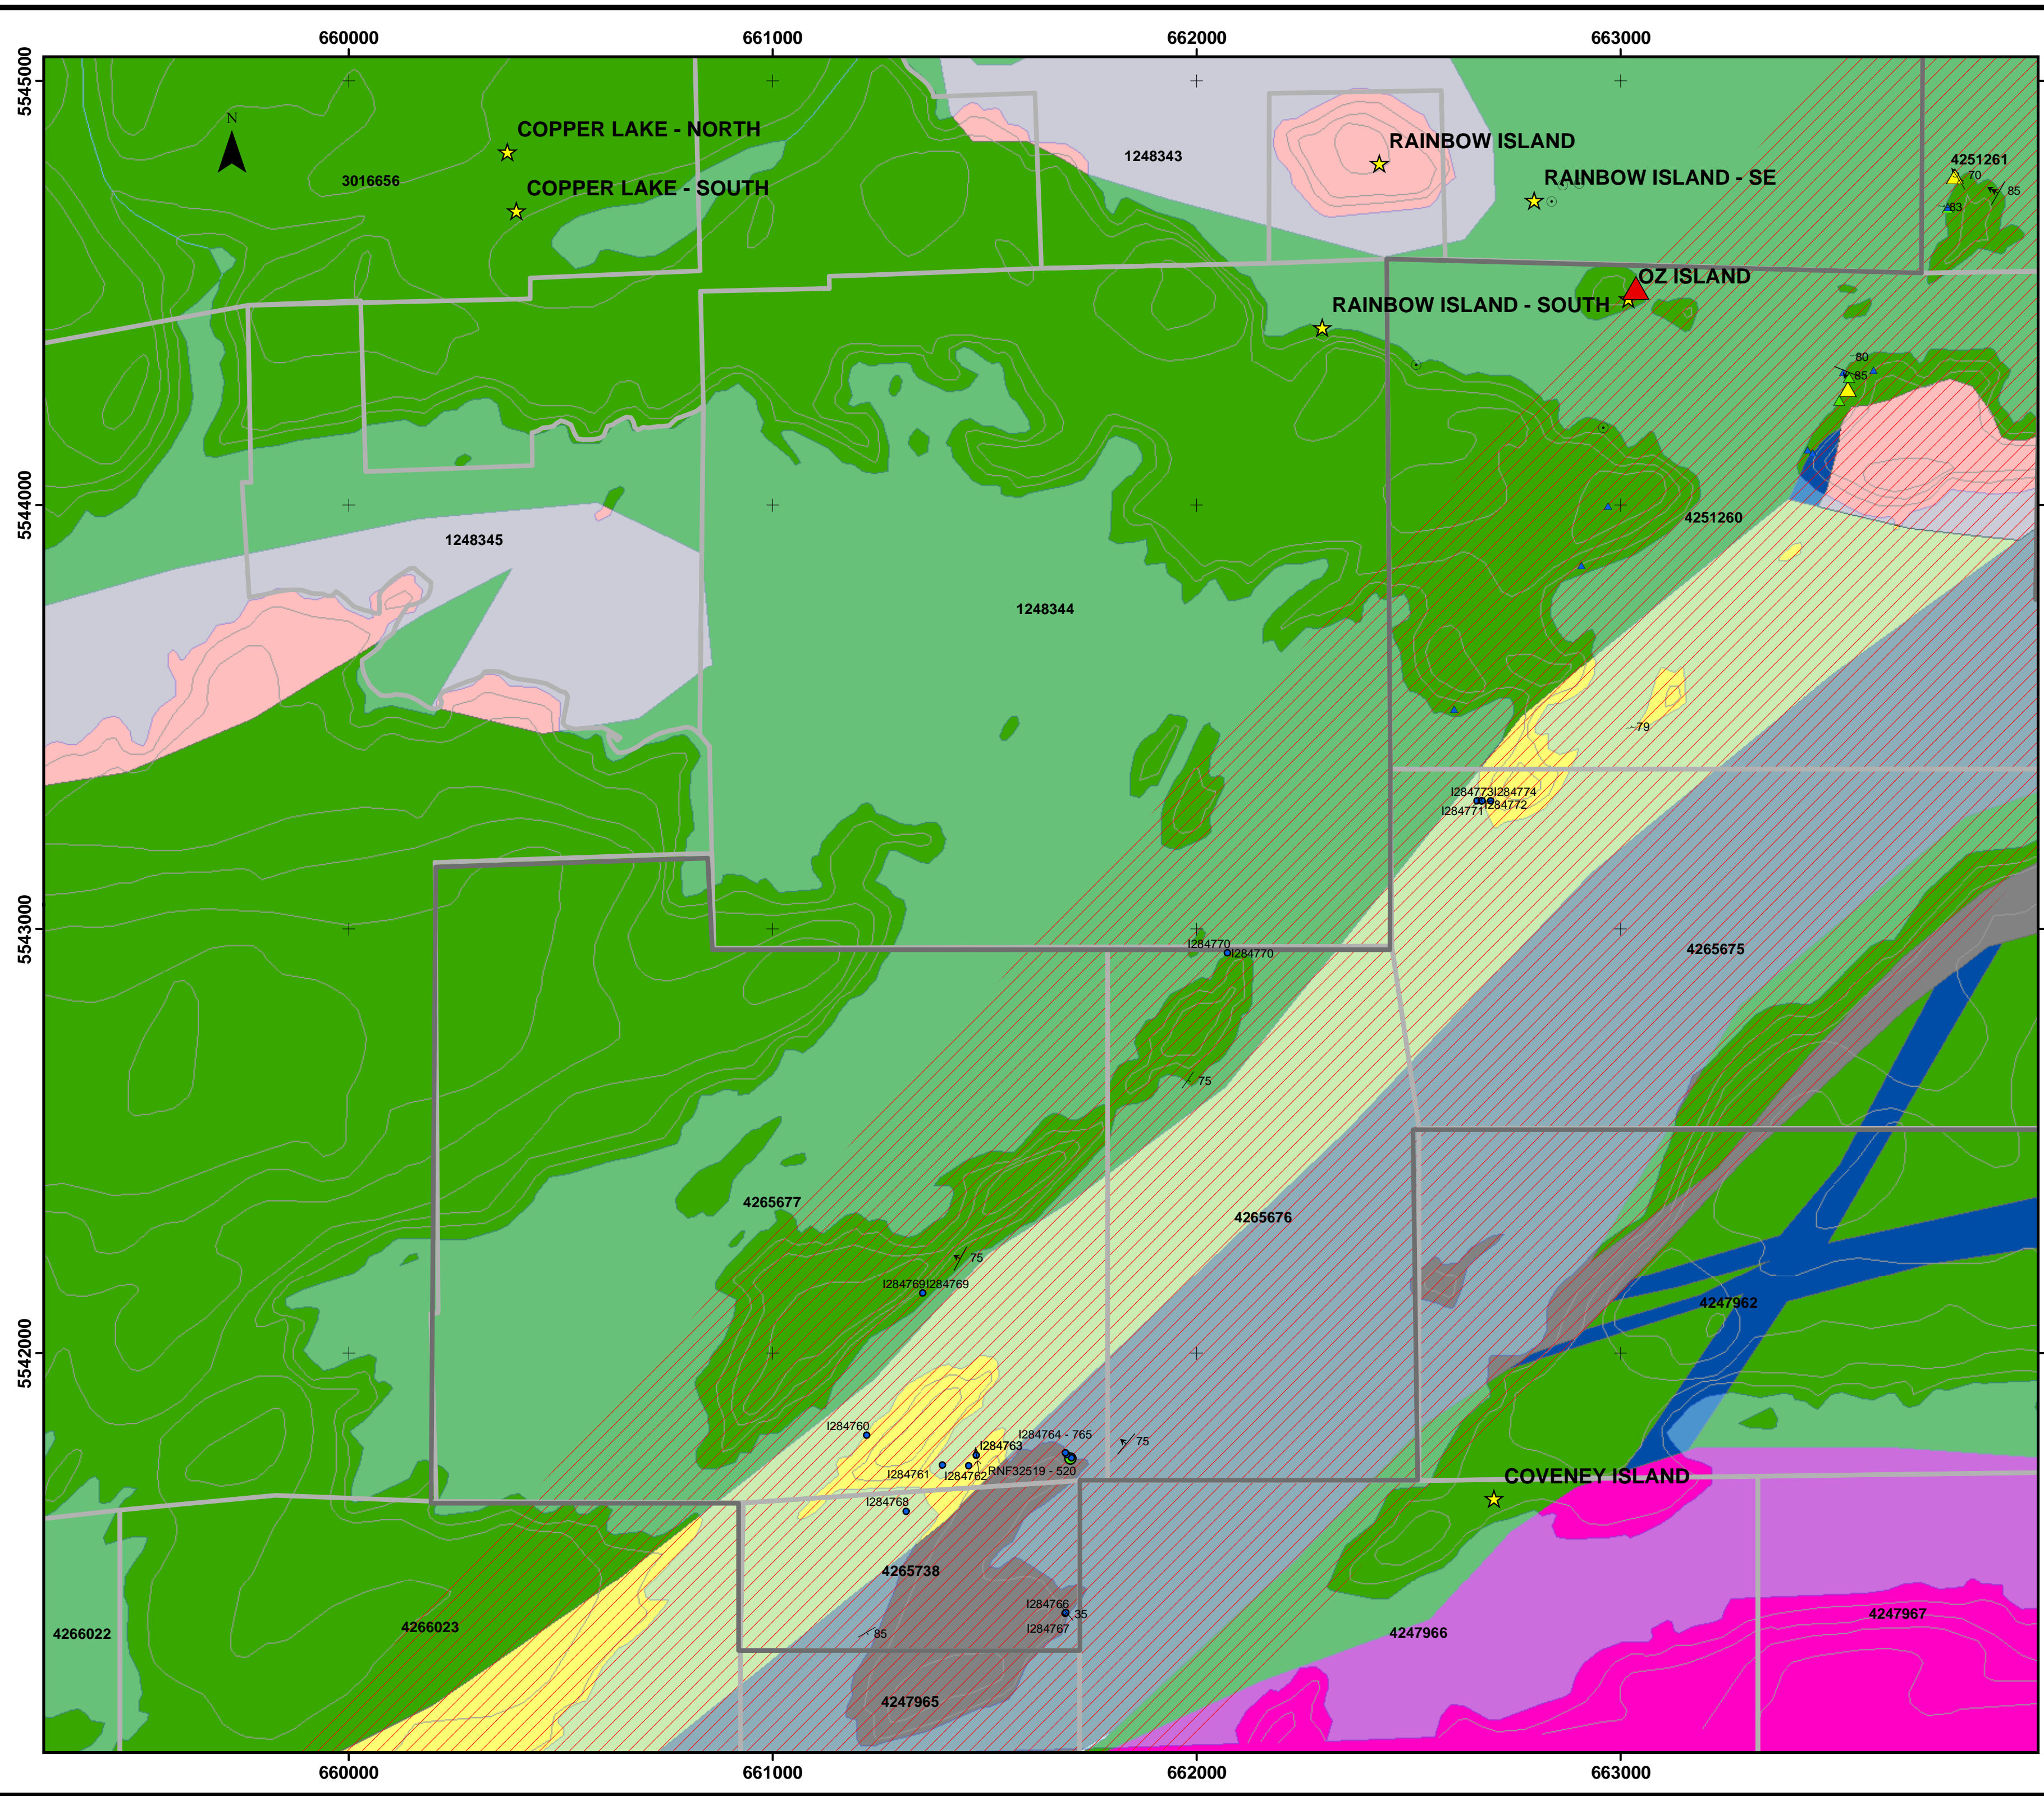 660000 661000 662000 663000
5545000
N
COPPER LAKE - NORTH
3016656
COPPER LAKE - SOUTH
1248343
RAINBOW ISLAND
RAINBOW ISLAND - SE
4251261
70
85
83
OZ ISLAND
RAINBOW ISLAND - SOUTH
80
85
5544000
4251260
1248345
1248344
79
I284773 I284774
I284771 I284772
5543000
I284770
I284770
4265675
75
4265677
4265676
75
I284769 I284769
4247962
5542000
I284760
I284763
I284764 - 765
75
I284761
I284762
RNF32519 - 520
COVENEY ISLAND
I284768
4265738
I284766
35
I284767
4266022
4266023
85
4247966
4247967
4247965
660000 661000 662000 663000